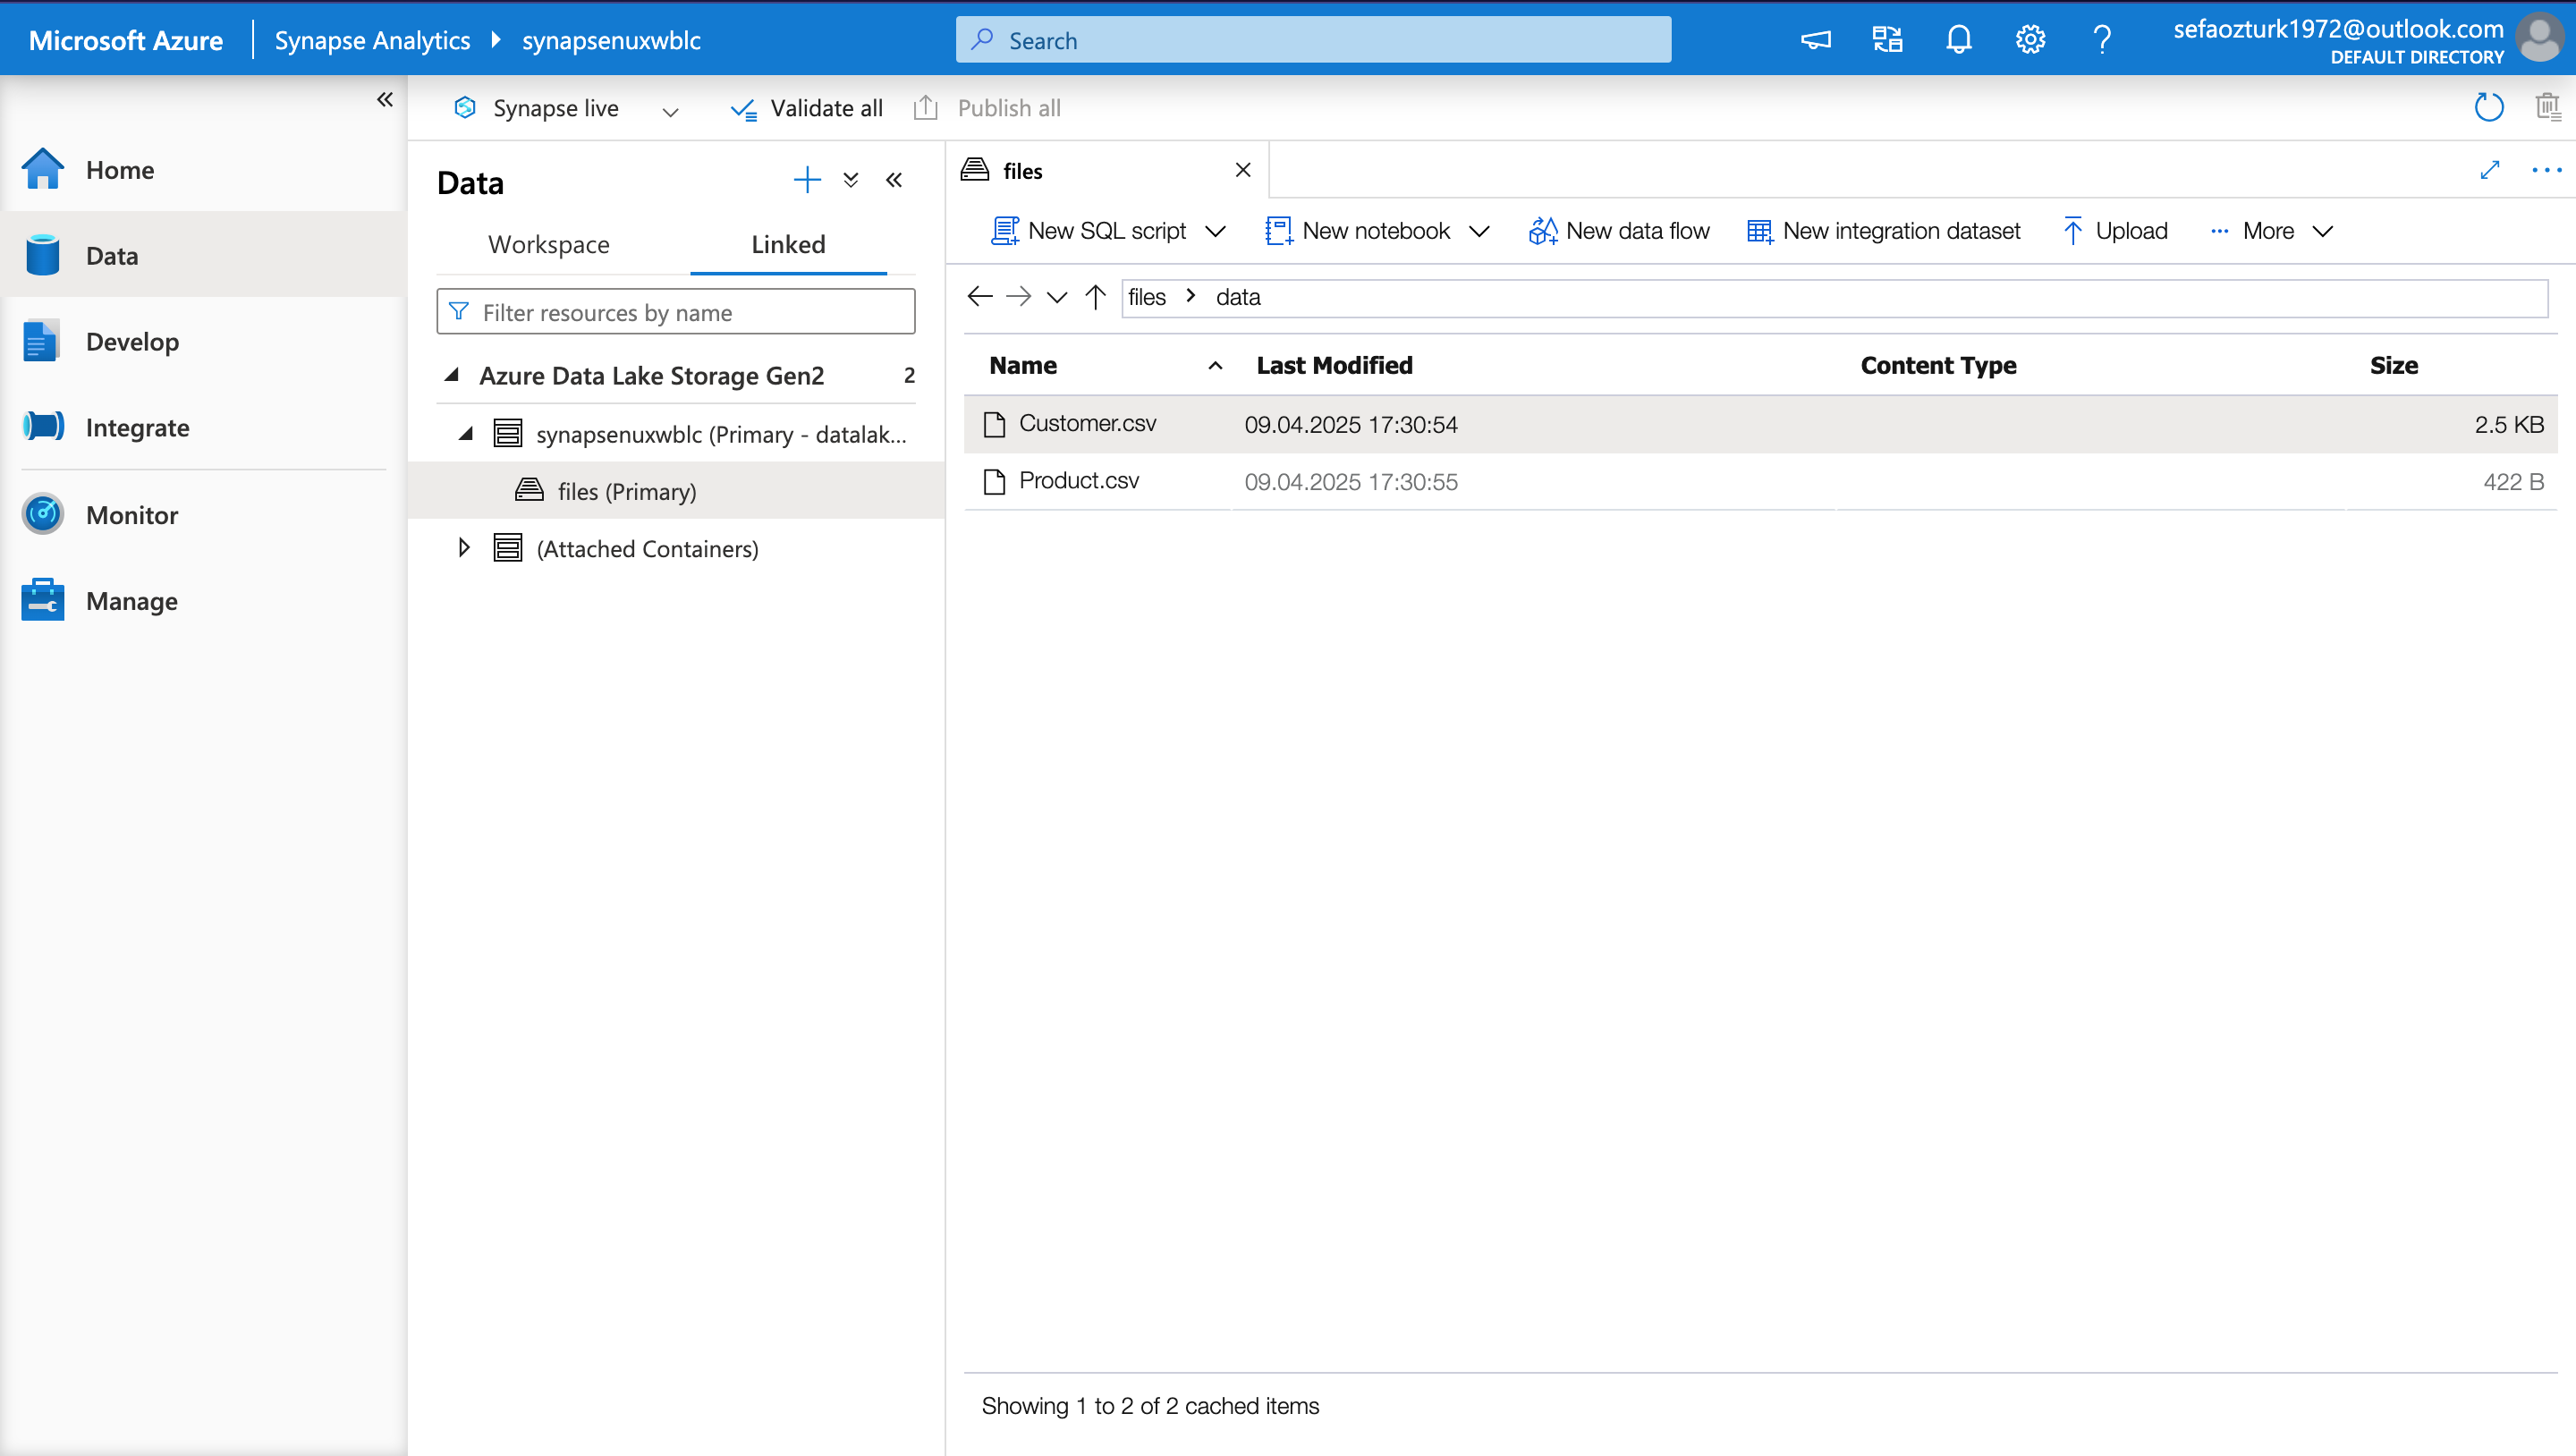 Microsoft Azure
Synapse Analytics
synapsenuxwblc
Search
sefaozturk1972@outlook.com
DEFAULT DIRECTORY
Synapse live
Validate all
Publish all
Home
Data
Develop
Integrate
Monitor
Manage
Data
Workspace
Linked
Filter resources by name
Azure Data Lake Storage Gen2 2
synapsenuxwblc (Primary - datalak...
files (Primary)
(Attached Containers)
files
New SQL script
New notebook
New data flow
New integration dataset
Upload
More
files > data
Name Last Modified Content Type Size
Customer.csv 09.04.2025 17:30:54 2.5 KB
Product.csv 09.04.2025 17:30:55 422 B
Showing 1 to 2 of 2 cached items